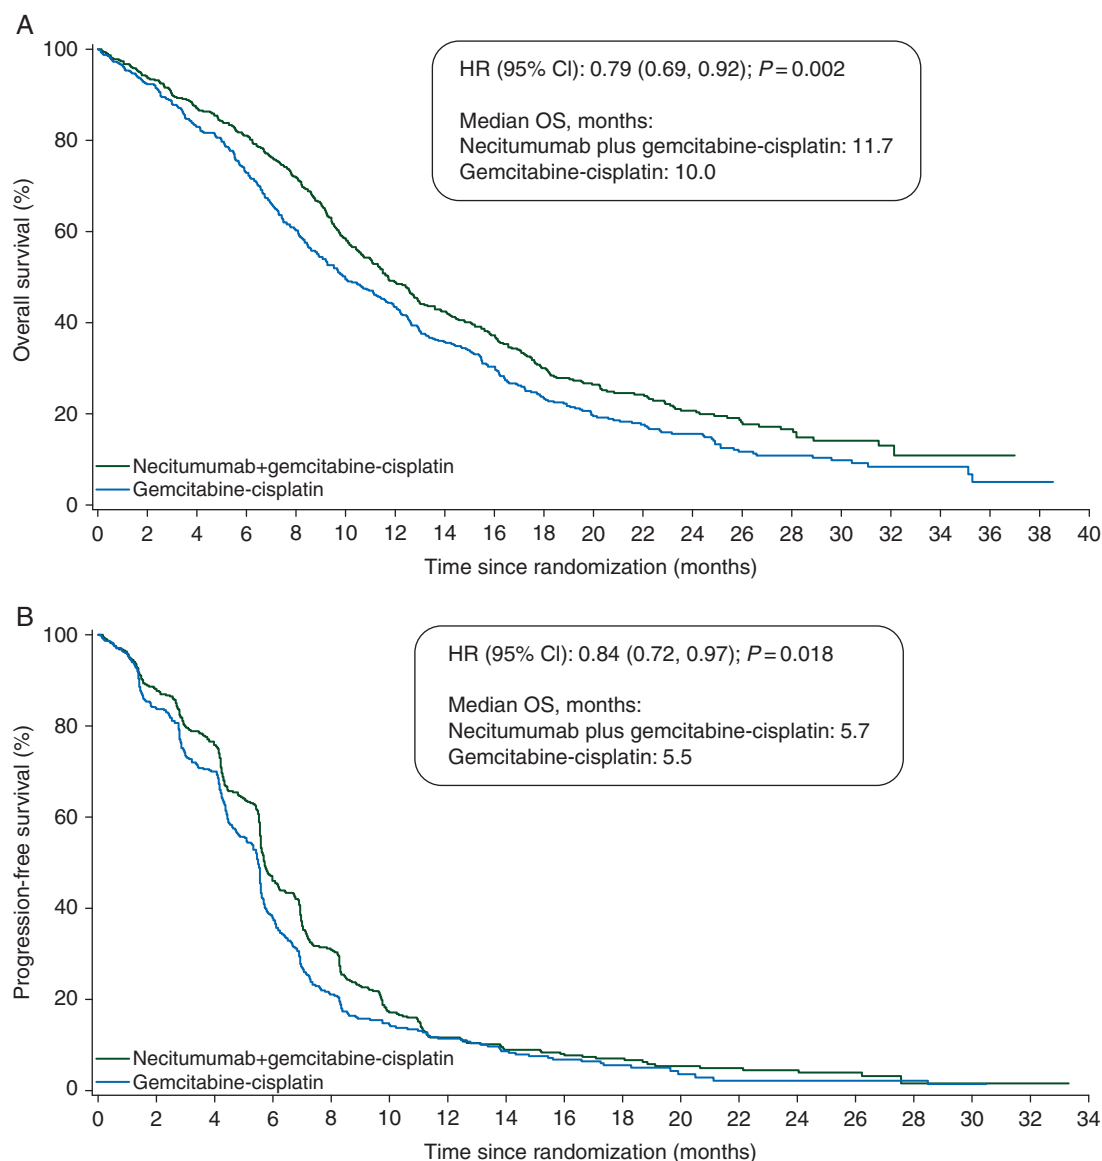 A
100
80
60
40
20
0
Overall survival (%)
HR (95% CI): 0.79 (0.69, 0.92); P = 0.002
Median OS, months:
Necitumumab plus gemcitabine-cisplatin: 11.7
Gemcitabine-cisplatin: 10.0
Necitumumab+gemcitabine-cisplatin
Gemcitabine-cisplatin
0 2 4 6 8 10 12 14 16 18 20 22 24 26 28 30 32 34 36 38 40
Time since randomization (months)
B
100
80
60
40
20
0
Progression-free survival (%)
HR (95% CI): 0.84 (0.72, 0.97); P = 0.018
Median OS, months:
Necitumumab plus gemcitabine-cisplatin: 5.7
Gemcitabine-cisplatin: 5.5
Necitumumab+gemcitabine-cisplatin
Gemcitabine-cisplatin
0 2 4 6 8 10 12 14 16 18 20 22 24 26 28 30 32 34
Time since randomization (months)